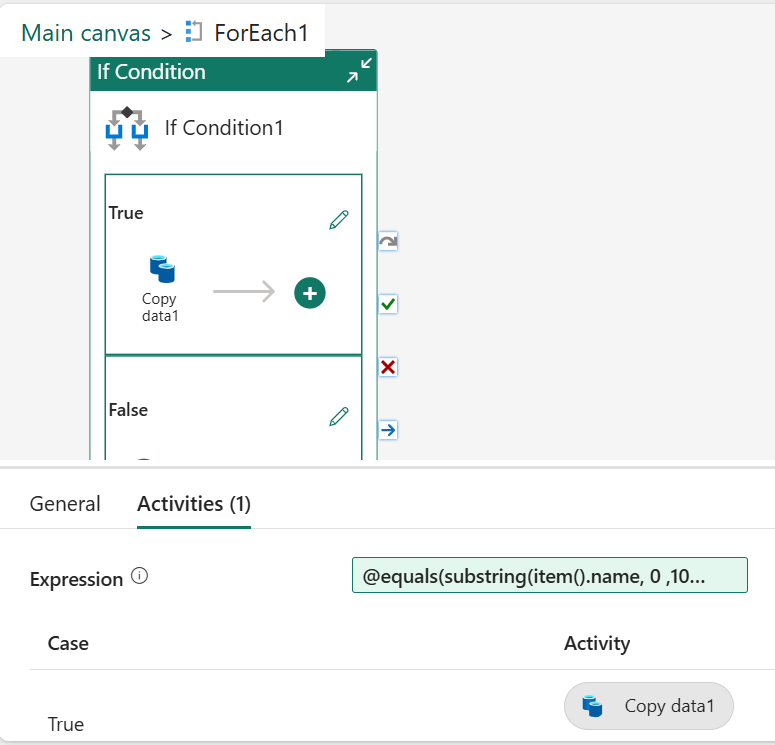 Main canvas > ForEach1
If Condition
If Condition1
True
Copy
data1
False
General Activities (1)
Expression
@equals(substring(item().name, 0 ,10...
Case Activity
Copy data1
True